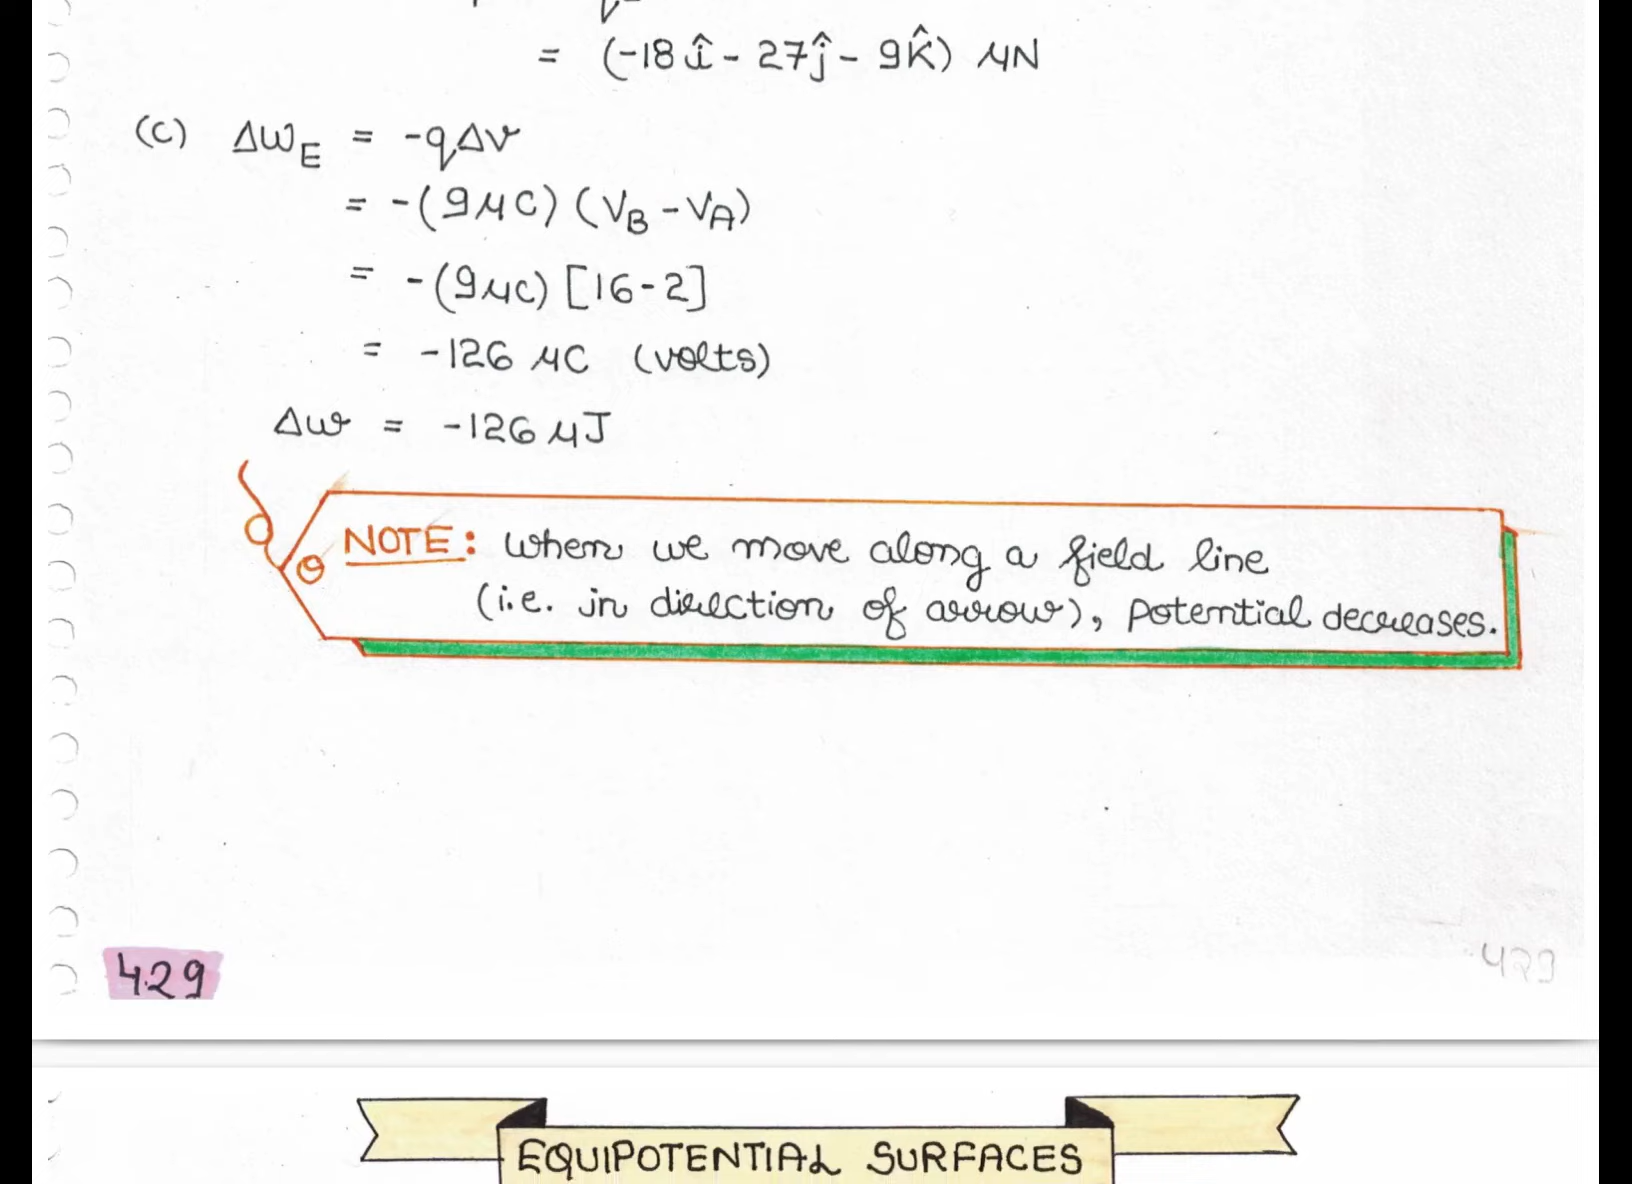 = (-18î - 27ĵ - 9k̂) μN
(C) ΔW_E = -qΔv
= -(9μC) (V_B - V_A)
= -(9μC) [16-2]
= -126 μC (volts)
Δw = -126 μJ
NOTE: When we move along a field line
(i.e. in direction of arrow), potential decreases.
429
429
EQUIPOTENTIAL SURFACES